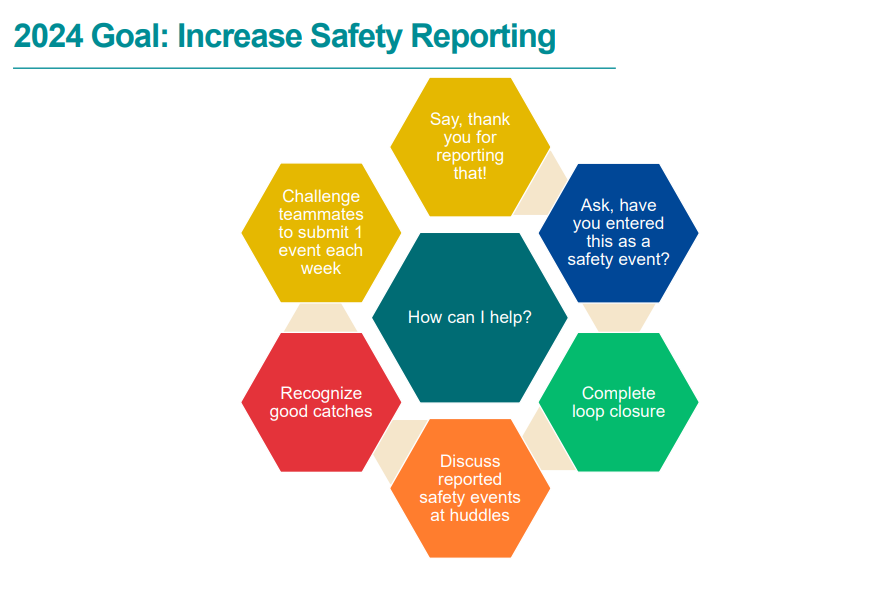 2024 Goal: Increase Safety Reporting
Say, thank
you for
reporting
that!
Ask, have
you entered
this as a
safety event?
Complete
loop closure
Discuss
reported
safety events
at huddles
Recognize
good catches
Challenge
teammates
to submit 1
event each
week
How can I help?